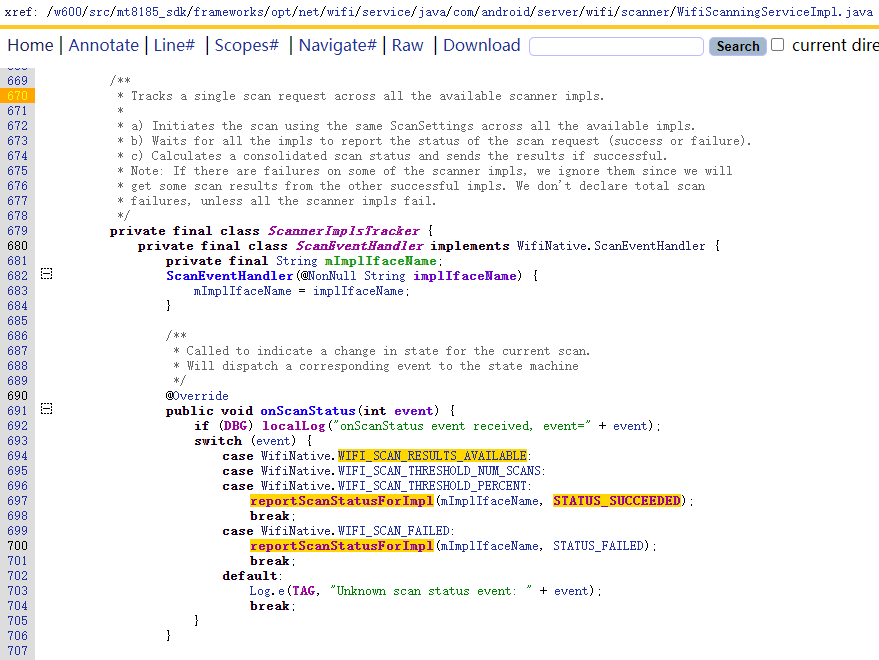 xref: /w600/src/mt8185_sdk/frameworks/opt/net/wifi/service/java/com/android/server/wifi/scanner/WifiScanningServiceImpl.java
Home | Annotate | Line# | Scopes# | Navigate# | Raw | Download Search current dire
669 /**
670 * Tracks a single scan request across all the available scanner impls.
671 *
672 * a) Initiates the scan using the same ScanSettings across all the available impls.
673 * b) Waits for all the impls to report the status of the scan request (success or failure).
674 * c) Calculates a consolidated scan status and sends the results if successful.
675 * Note: If there are failures on some of the scanner impls, we ignore them since we will
676 * get some scan results from the other successful impls. We don't declare total scan
677 * failures, unless all the scanner impls fail.
678 */
679 private final class ScannerImplsTracker {
680 private final class ScanEventHandler implements WifiNative.ScanEventHandler {
681 private final String mImplIfaceName;
682 ScanEventHandler(@NonNull String implIfaceName) {
683 mImplIfaceName = implIfaceName;
684 }
685
686 /**
687 * Called to indicate a change in state for the current scan.
688 * Will dispatch a corresponding event to the state machine
689 */
690 @Override
691 public void onScanStatus(int event) {
692 if (DBG) localLog("onScanStatus event received, event=" + event);
693 switch (event) {
694 case WifiNative.WIFI_SCAN_RESULTS_AVAILABLE:
695 case WifiNative.WIFI_SCAN_THRESHOLD_NUM_SCANS:
696 case WifiNative.WIFI_SCAN_THRESHOLD_PERCENT:
697 reportScanStatusForImpl(mImplIfaceName, STATUS_SUCCEEDED);
698 break;
699 case WifiNative.WIFI_SCAN_FAILED:
700 reportScanStatusForImpl(mImplIfaceName, STATUS_FAILED);
701 break;
702 default:
703 Log.e(TAG, "Unknown scan status event: " + event);
704 break;
705 }
706 }
707